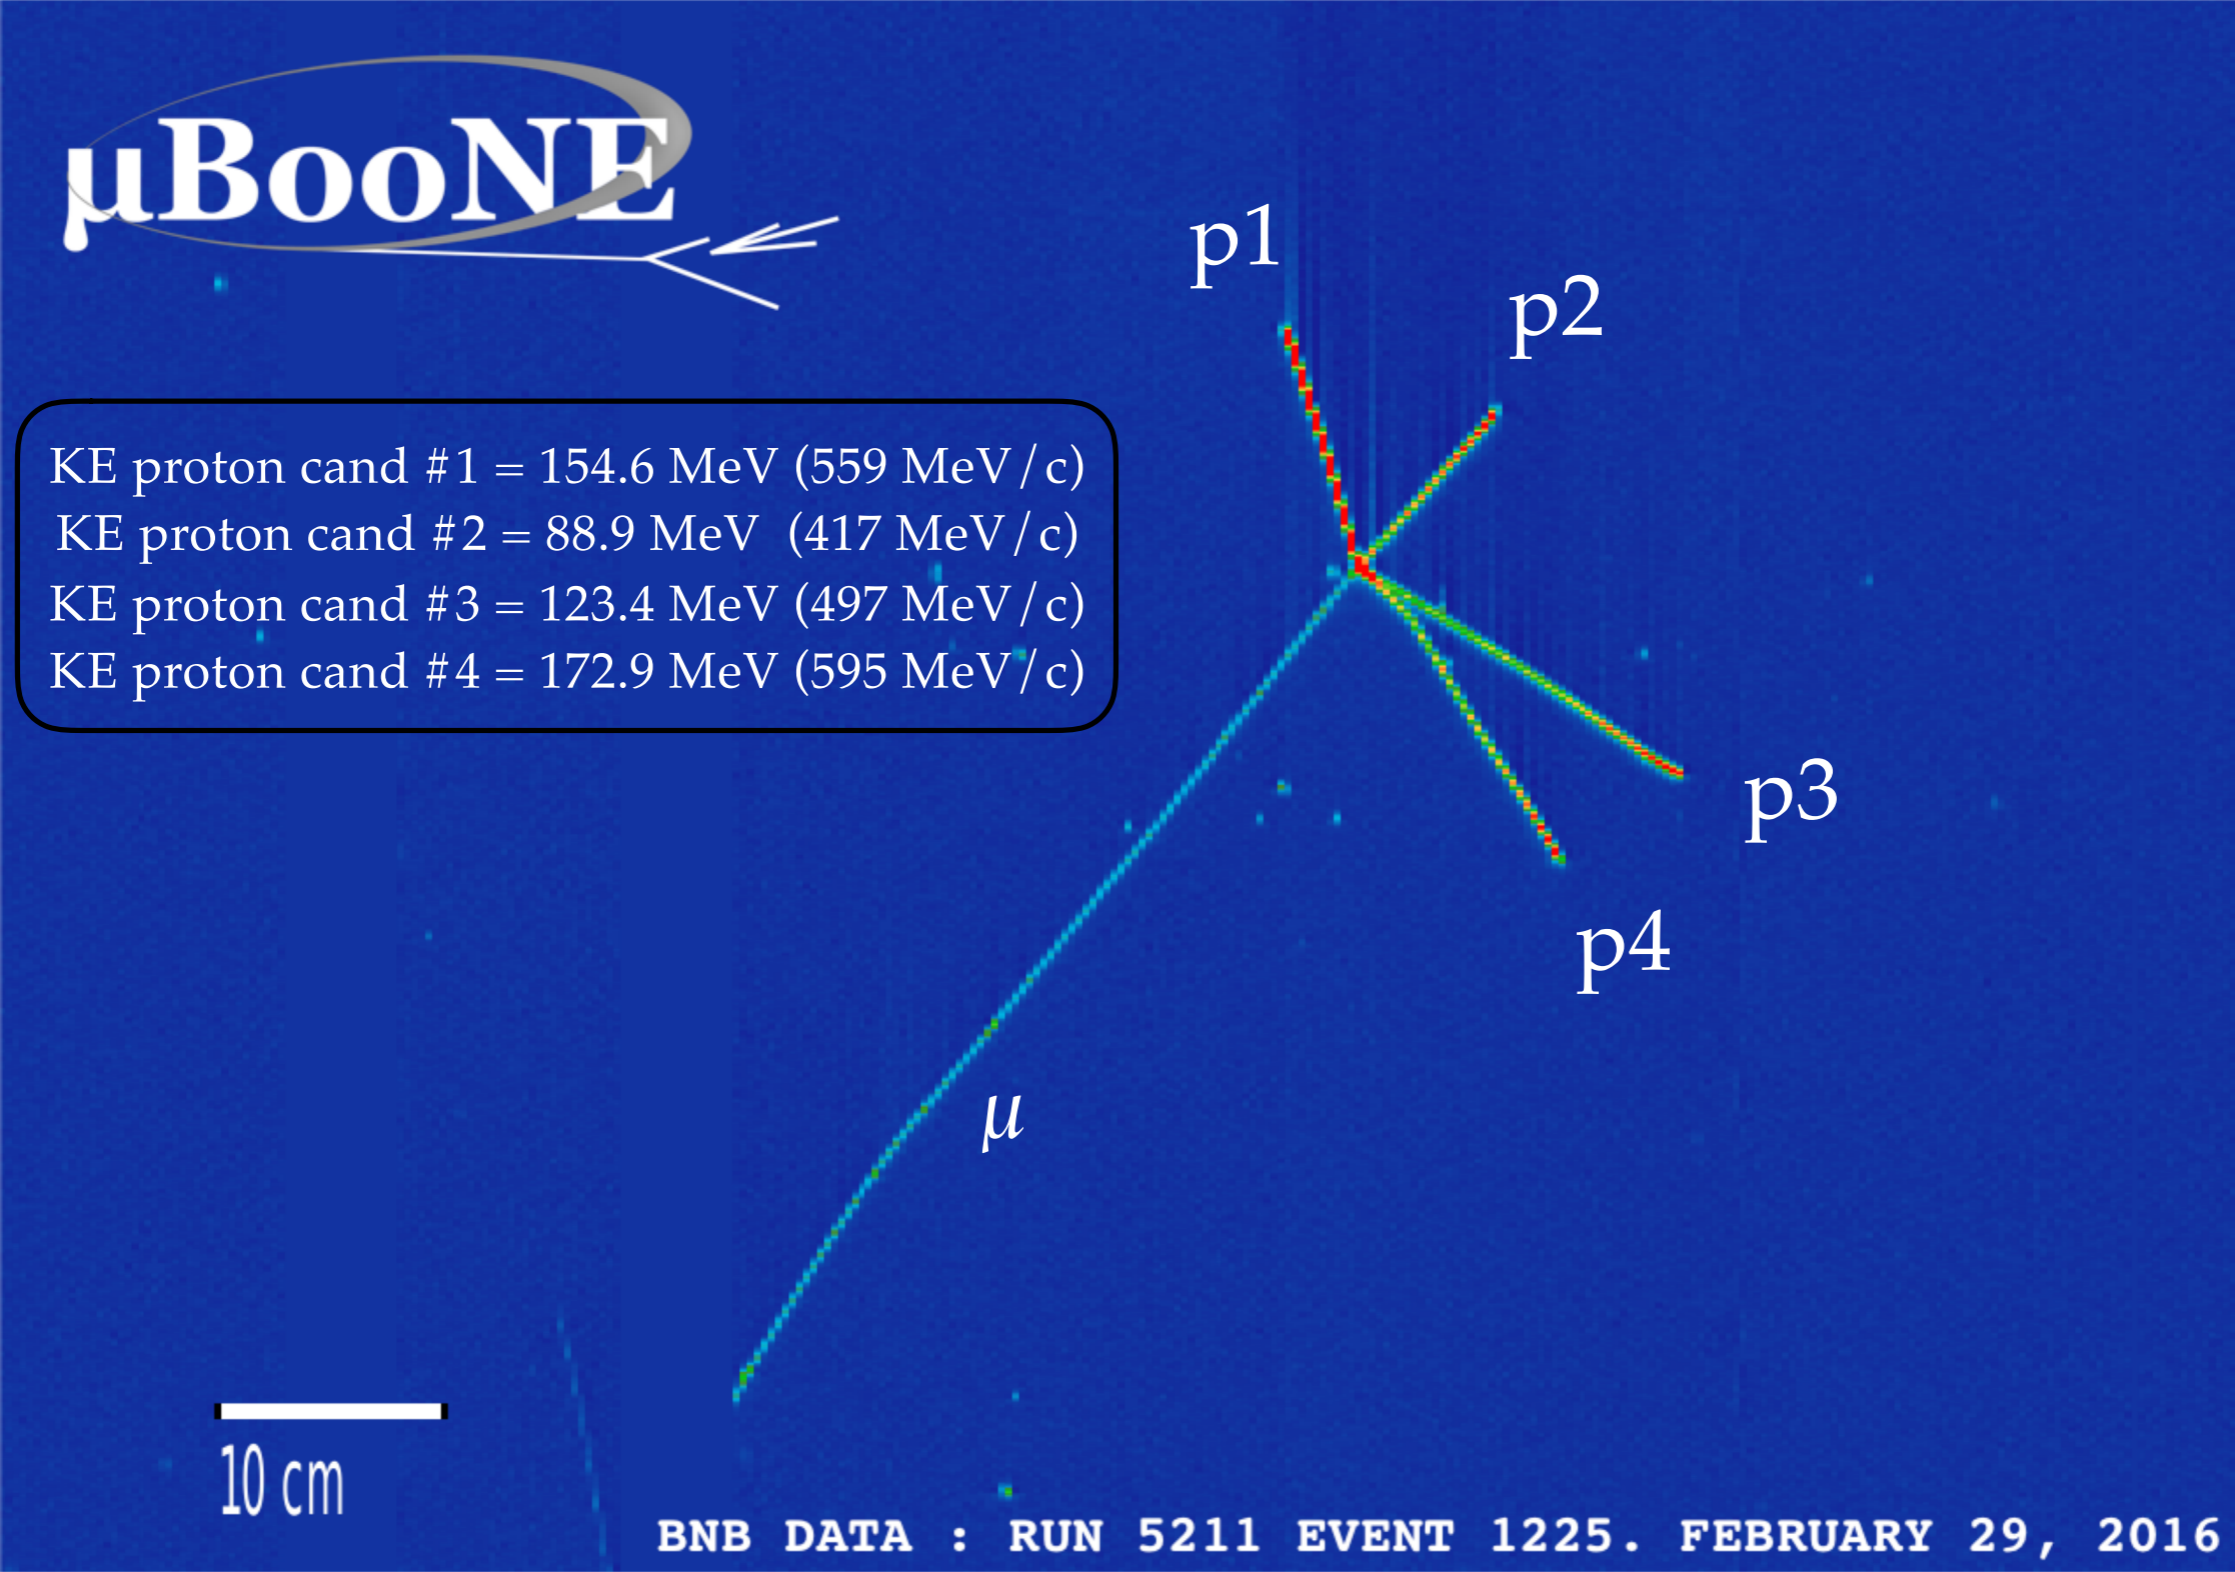 µBooNE
p1
p2
KE proton cand #1 = 154.6 MeV (559 MeV/c)
KE proton cand #2 = 88.9 MeV (417 MeV/c)
KE proton cand #3 = 123.4 MeV (497 MeV/c)
KE proton cand #4 = 172.9 MeV (595 MeV/c)
p3
p4
μ
10 cm
BNB DATA : RUN 5211 EVENT 1225. FEBRUARY 29, 2016